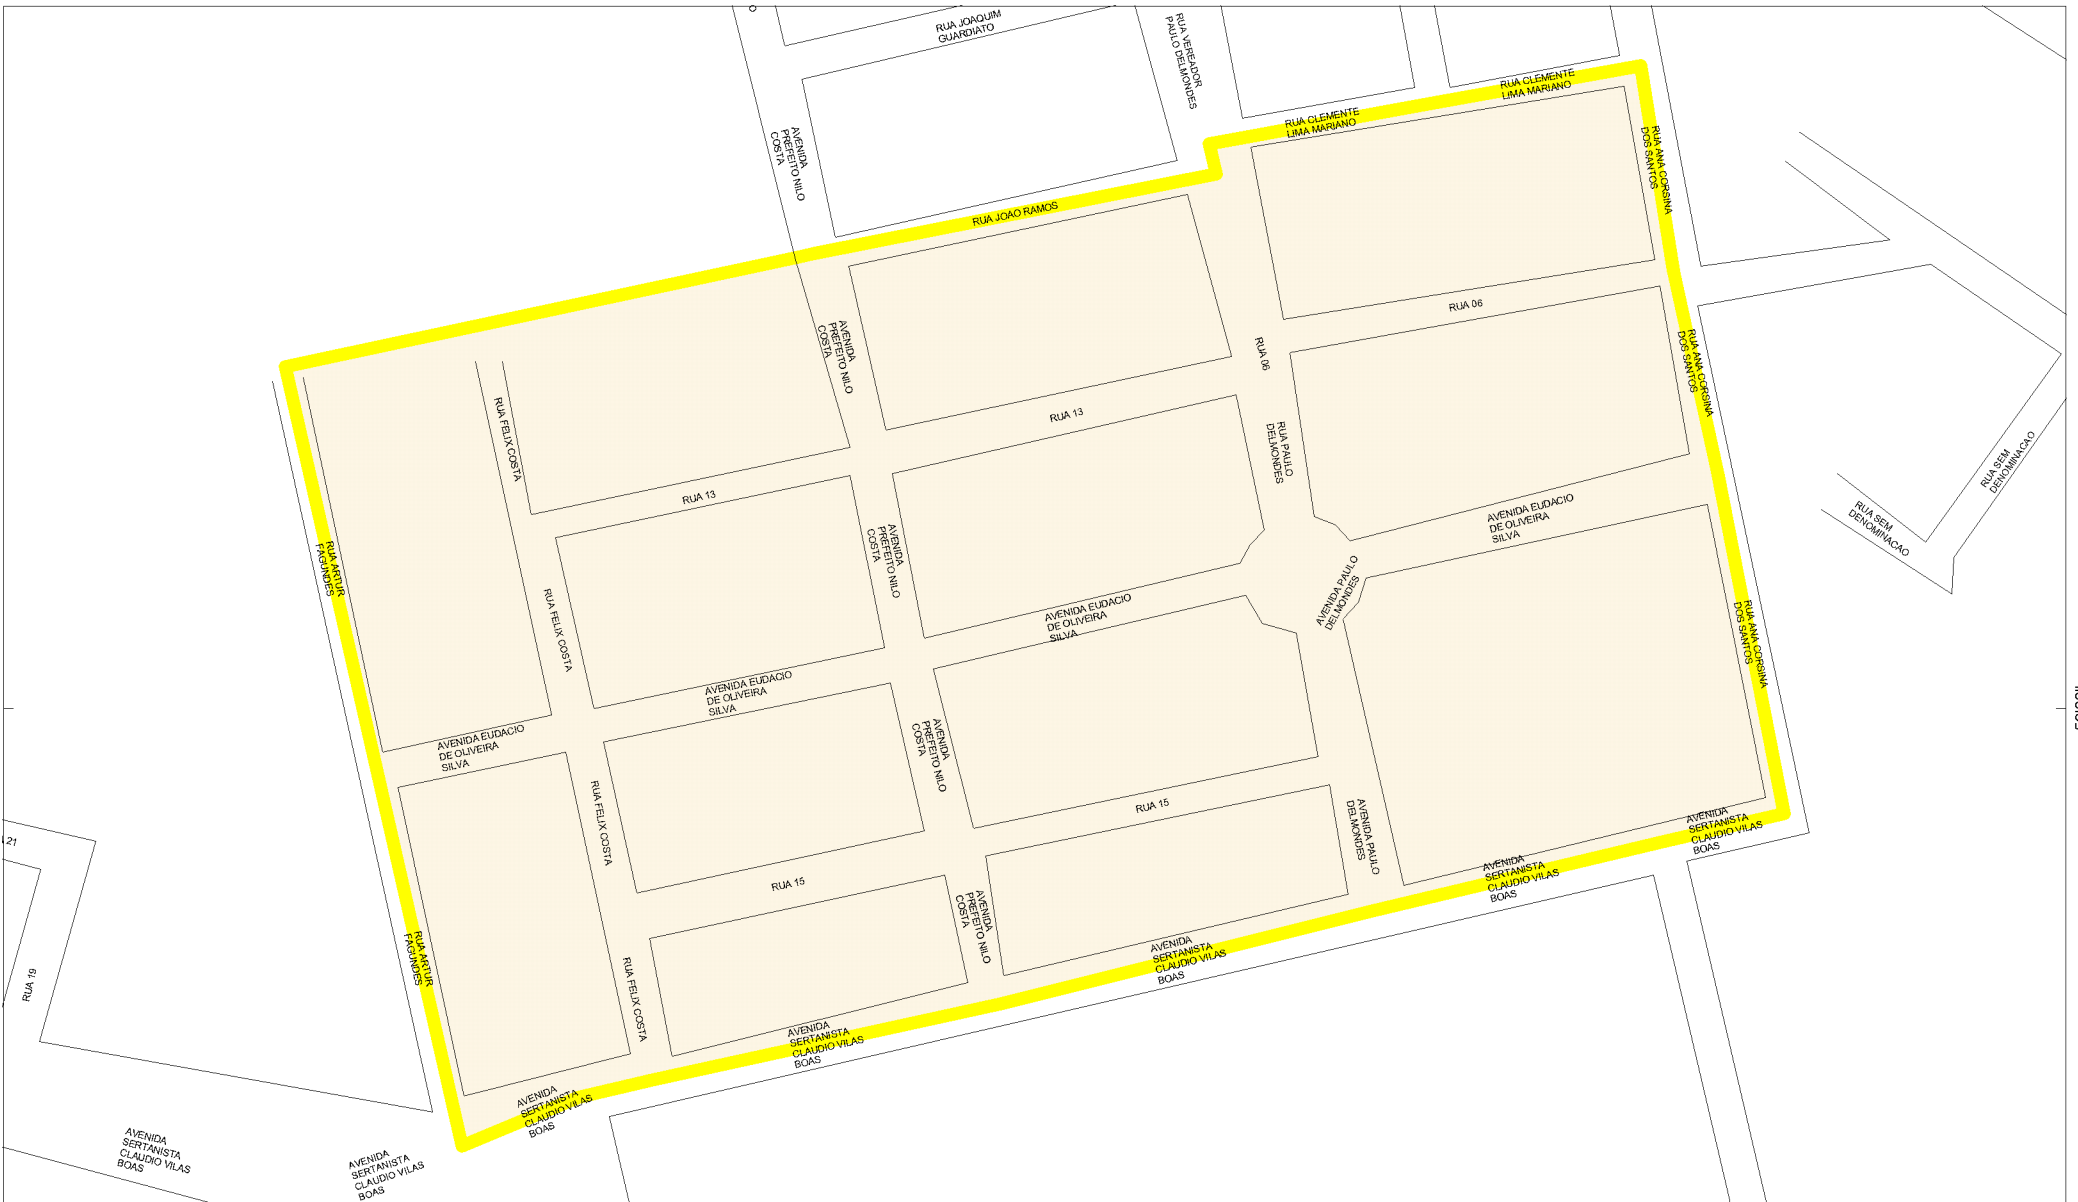 RUA JOAQUIM
GUARDIATO
RUA VEREADOR
PAULO DELMONDES
RUA CLEMENTE
LIMA MARIANO
RUA CLEMENTE
LIMA MARIANO
AVENIDA
PREFEITO NILO
COSTA
RUA ANA CORSINA
DOS SANTOS
RUA JOAO RAMOS
RUA 06
AVENIDA
PREFEITO NILO
COSTA
RUA 06
RUA ANA CORSINA
DOS SANTOS
RUA FELIX COSTA
RUA 13
RUA PAULO
DELMONDES
RUA SEM
DENOMINACAO
RUA 13
AVENIDA EUDACIO
DE OLIVEIRA
SILVA
RUA SEM
DENOMINACAO
RUA ARTUR
FAGUNDES
AVENIDA
PREFEITO NILO
COSTA
AVENIDA PAULO
DELMONDES
RUA FELIX COSTA
AVENIDA EUDACIO
DE OLIVEIRA
SILVA
RUA ANA CORSINA
DOS SANTOS
AVENIDA EUDACIO
DE OLIVEIRA
SILVA
AVENIDA EUDACIO
DE OLIVEIRA
SILVA
AVENIDA
PREFEITO NILO
COSTA
RUA FELIX COSTA
RUA 15
AVENIDA PAULO
DELMONDES
AVENIDA
SERTANISTA
CLAUDIO VILAS
BOAS
21
RUA 15
AVENIDA
SERTANISTA
CLAUDIO VILAS
BOAS
AVENIDA
PREFEITO NILO
COSTA
RUA ARTUR
FAGUNDES
AVENIDA
SERTANISTA
CLAUDIO VILAS
BOAS
RUA 19
RUA FELIX COSTA
AVENIDA
SERTANISTA
CLAUDIO VILAS
BOAS
AVENIDA
SERTANISTA
CLAUDIO VILAS
BOAS
AVENIDA
SERTANISTA
CLAUDIO VILAS
BOAS
AVENIDA
SERTANISTA
CLAUDIO VILAS
BOAS